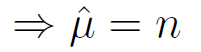 ⇒ μ̂ = n